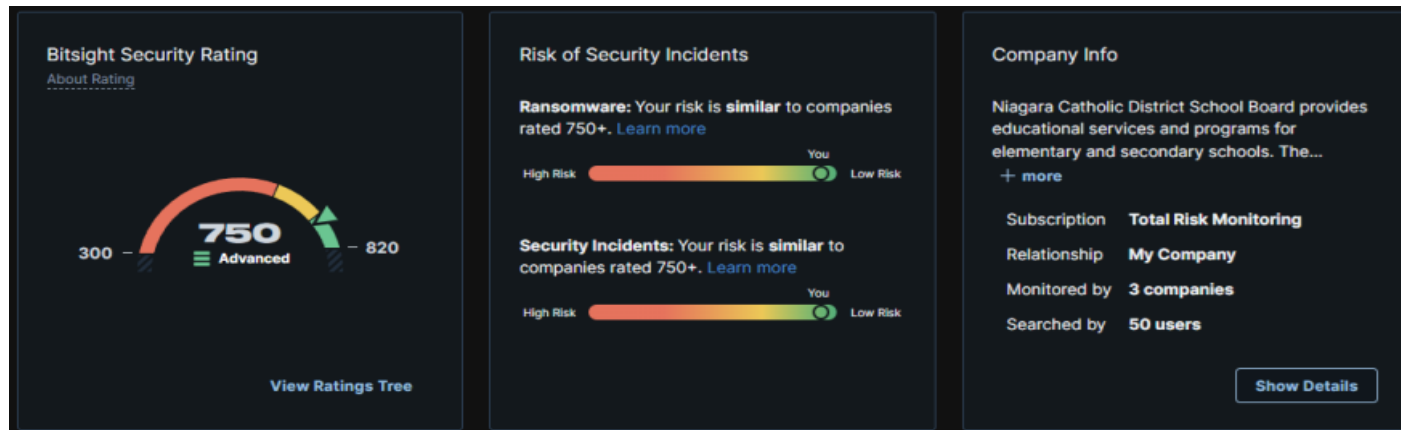 Bitsight Security Rating
About Rating
300
750
Advanced
820
View Ratings Tree
Risk of Security Incidents
Ransomware: Your risk is similar to companies
rated 750+. Learn more
You
High Risk
Low Risk
Security Incidents: Your risk is similar to
companies rated 750+. Learn more
You
High Risk
Low Risk
Company Info
Niagara Catholic District School Board provides
educational services and programs for
elementary and secondary schools. The...
+ more
Subscription Total Risk Monitoring
Relationship My Company
Monitored by 3 companies
Searched by 50 users
Show Details